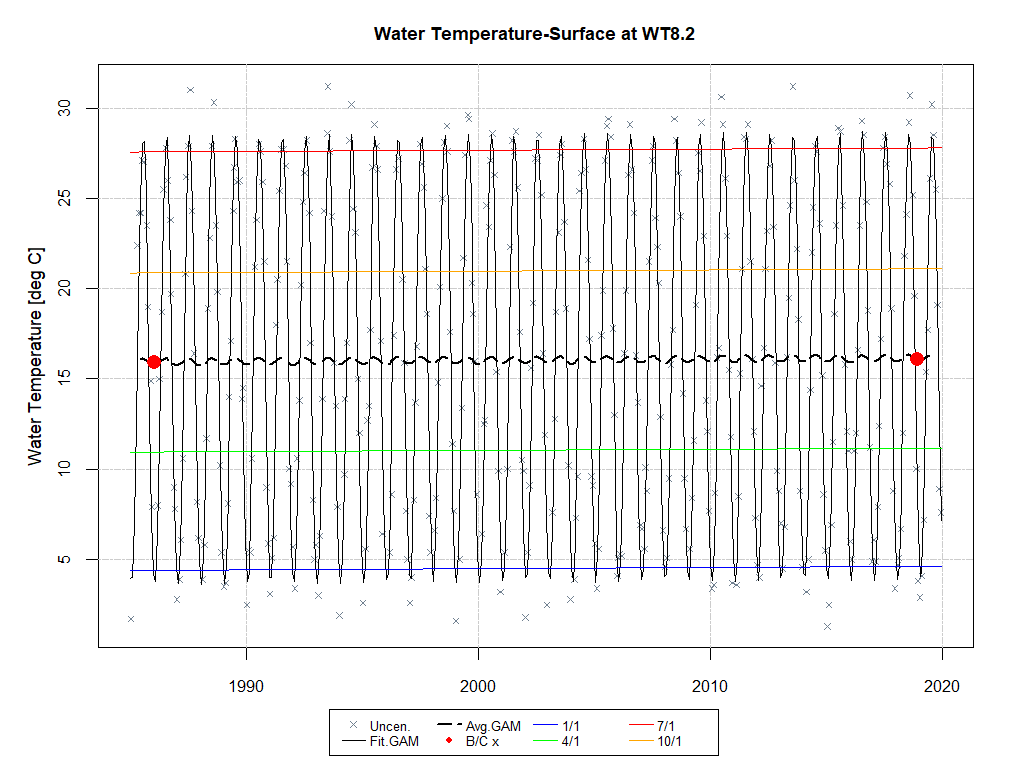 Water Temperature-Surface at WT8.2
Water Temperature [deg C]
30
25
20
15
10
5
1990 2000 2010 2020
Uncen. Avg.GAM 1/1 7/1
Fit.GAM B/C x 4/1 10/1